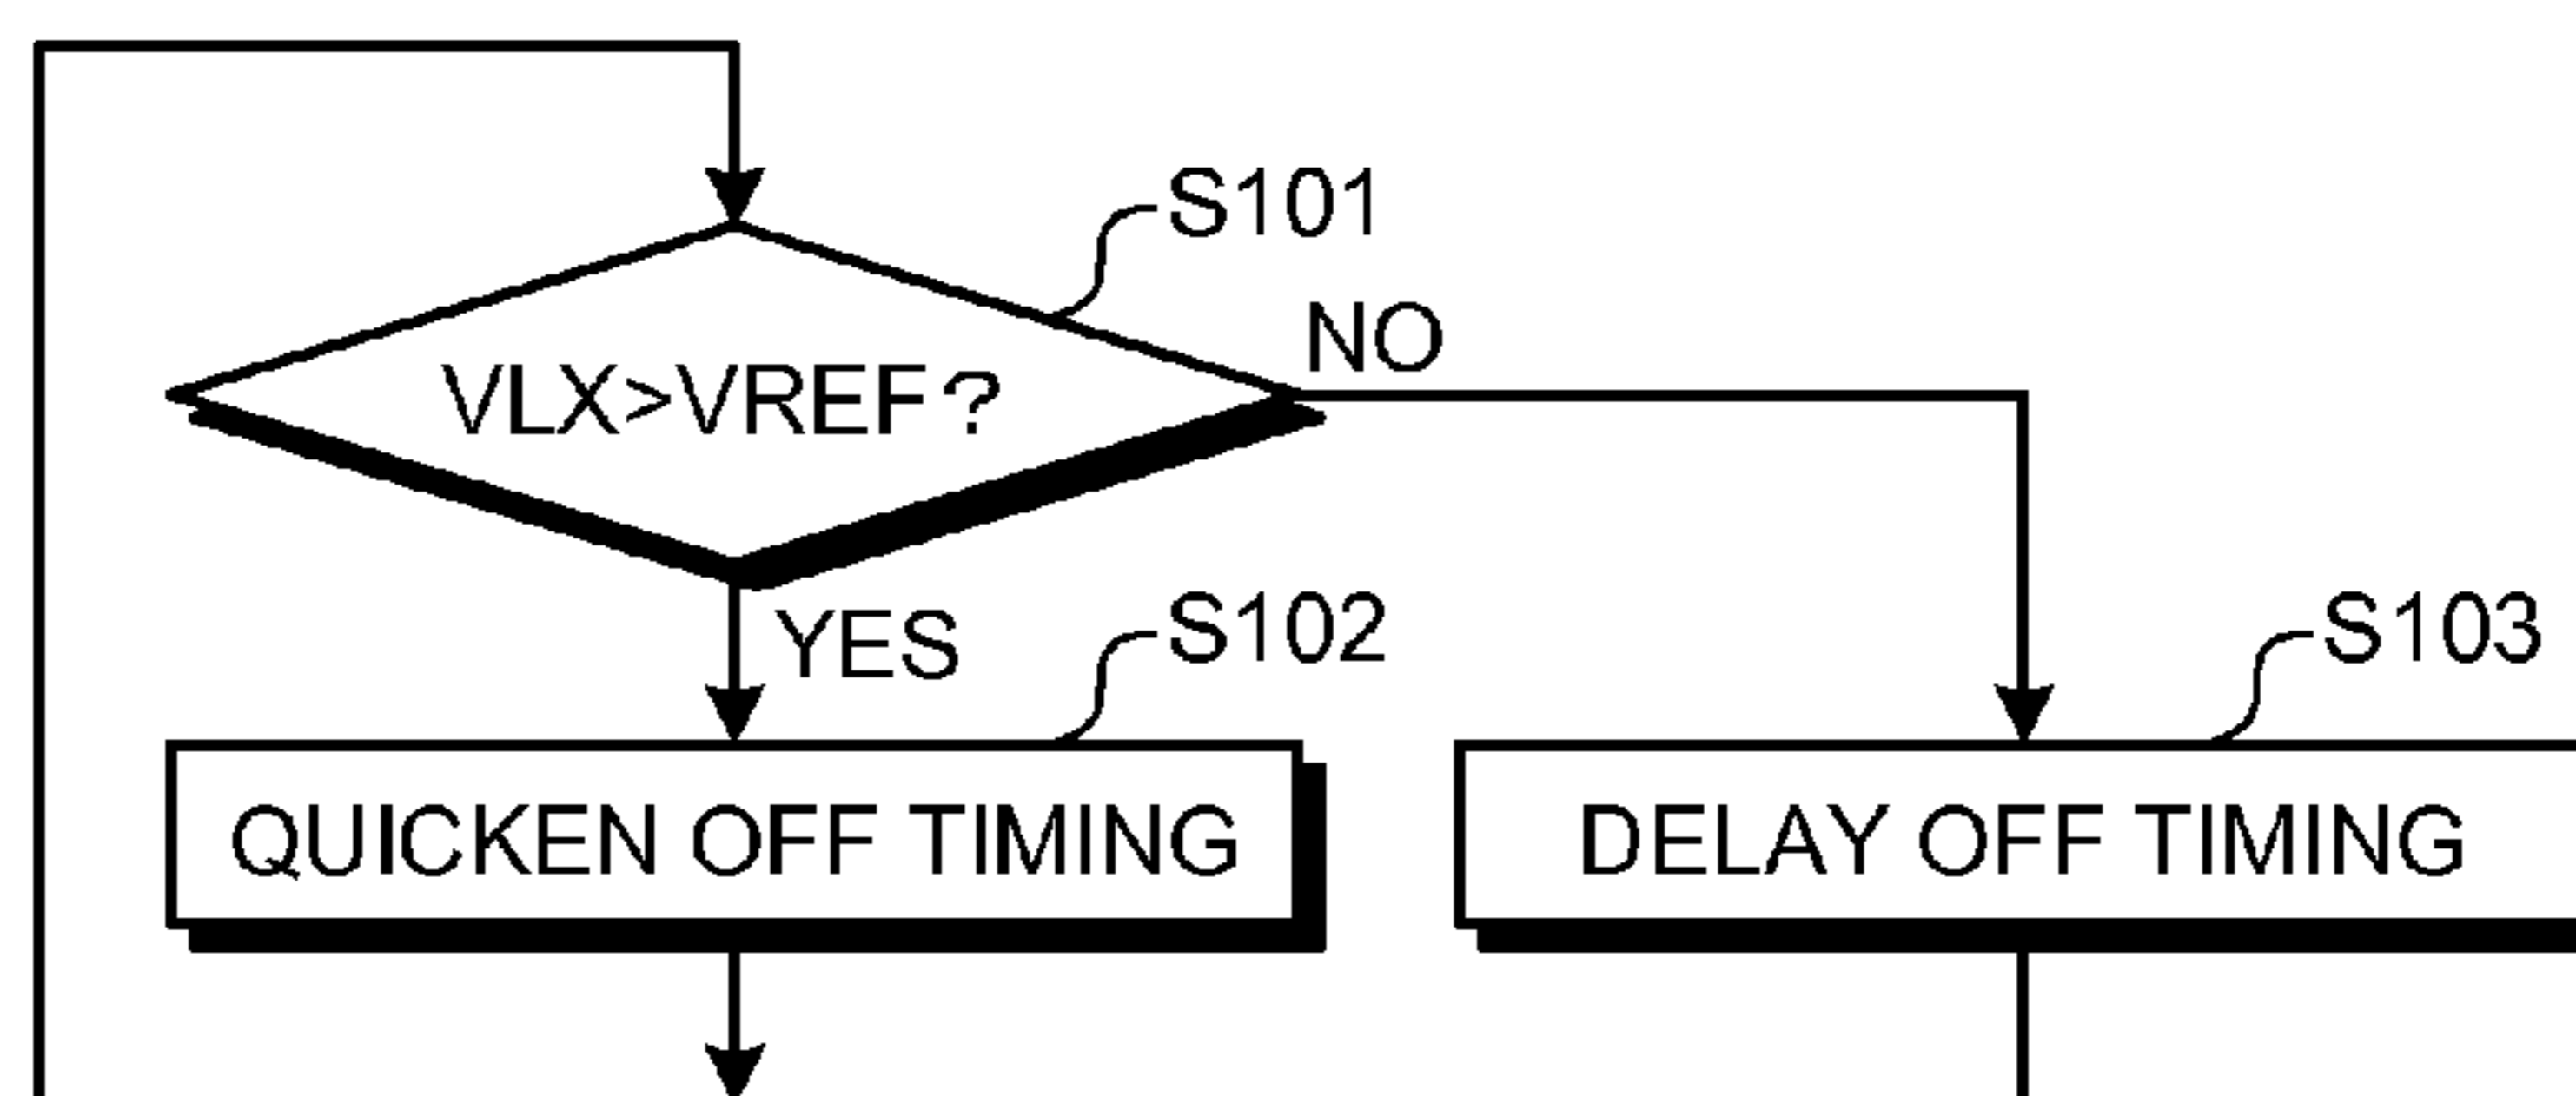 S101
VLX>VREF?
NO
YES
S102
S103
QUICKEN OFF TIMING
DELAY OFF TIMING